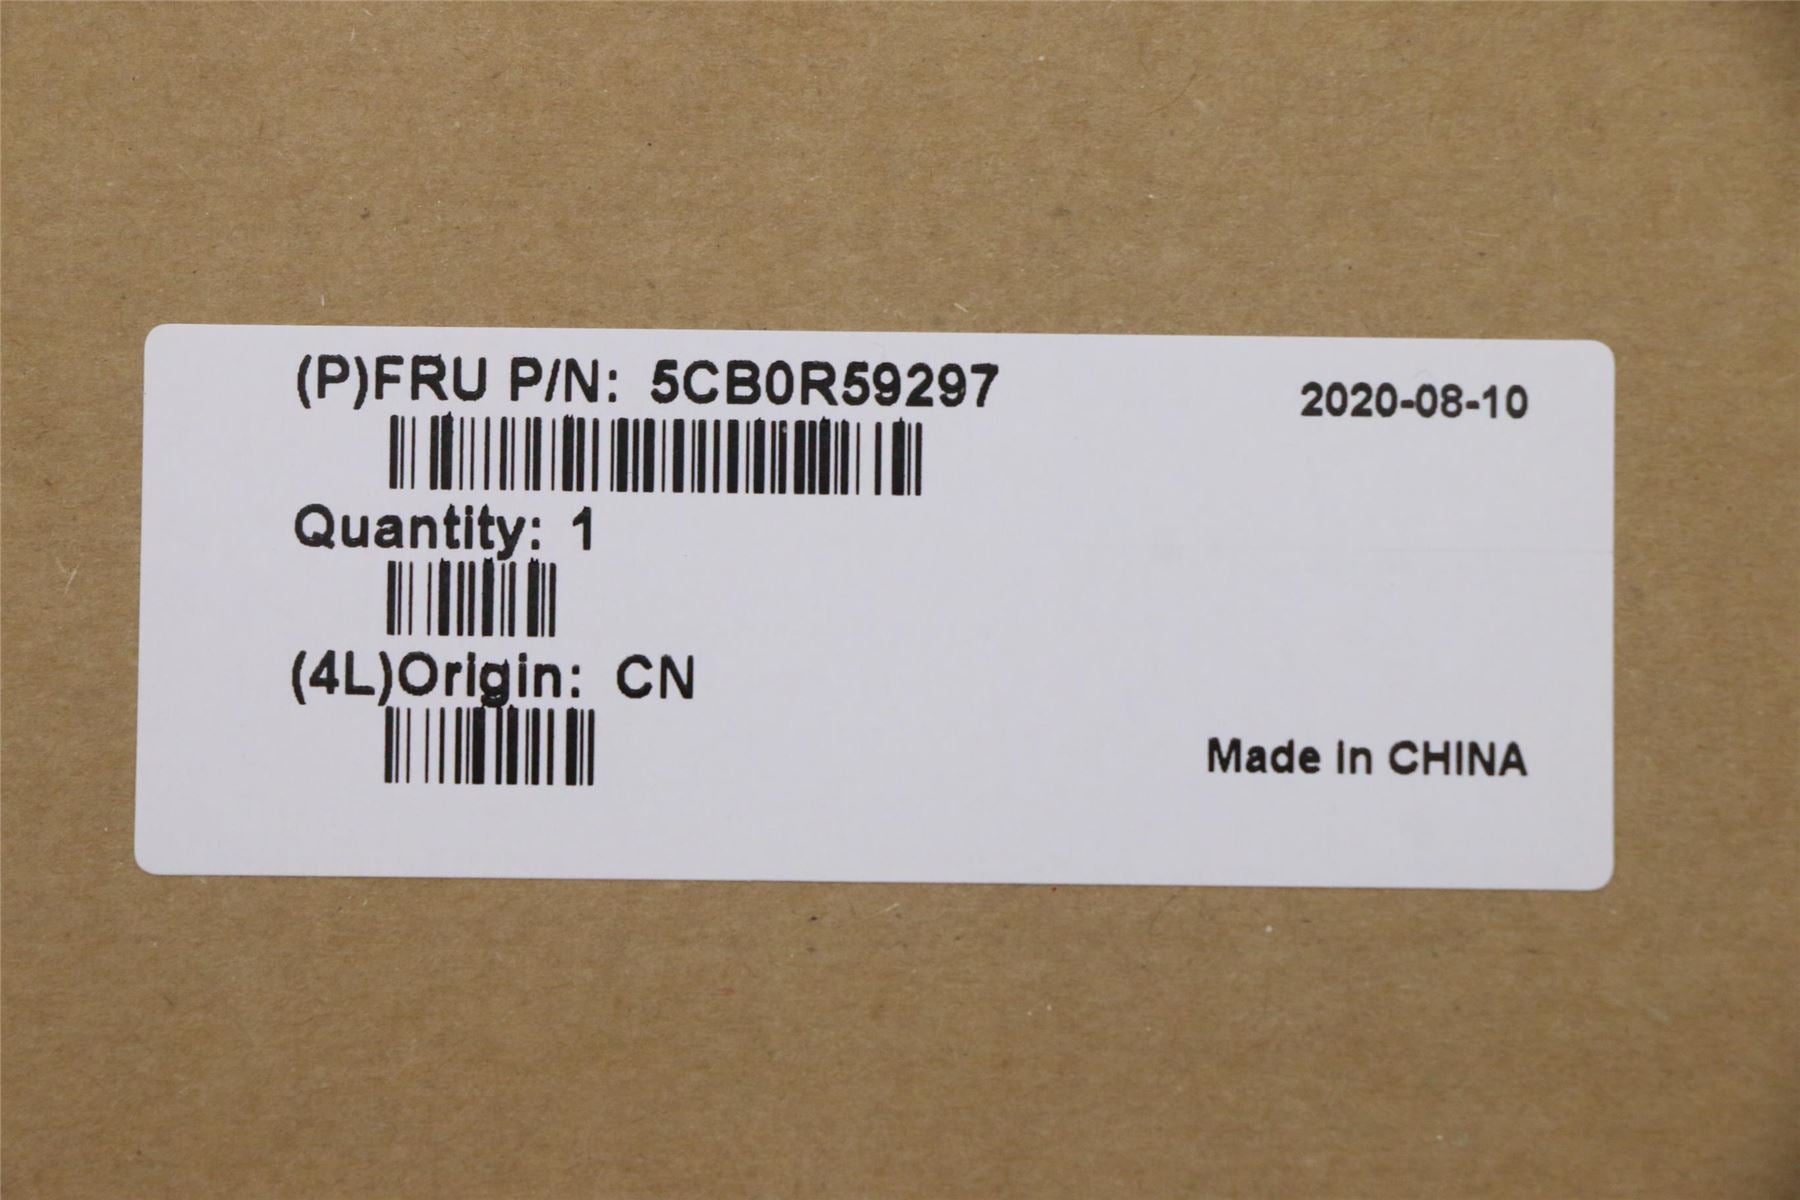 (P)FRU P/N: 5CB0R59297
2020-08-10
Quantity: 1
(4L)Origin: CN
Made in CHINA